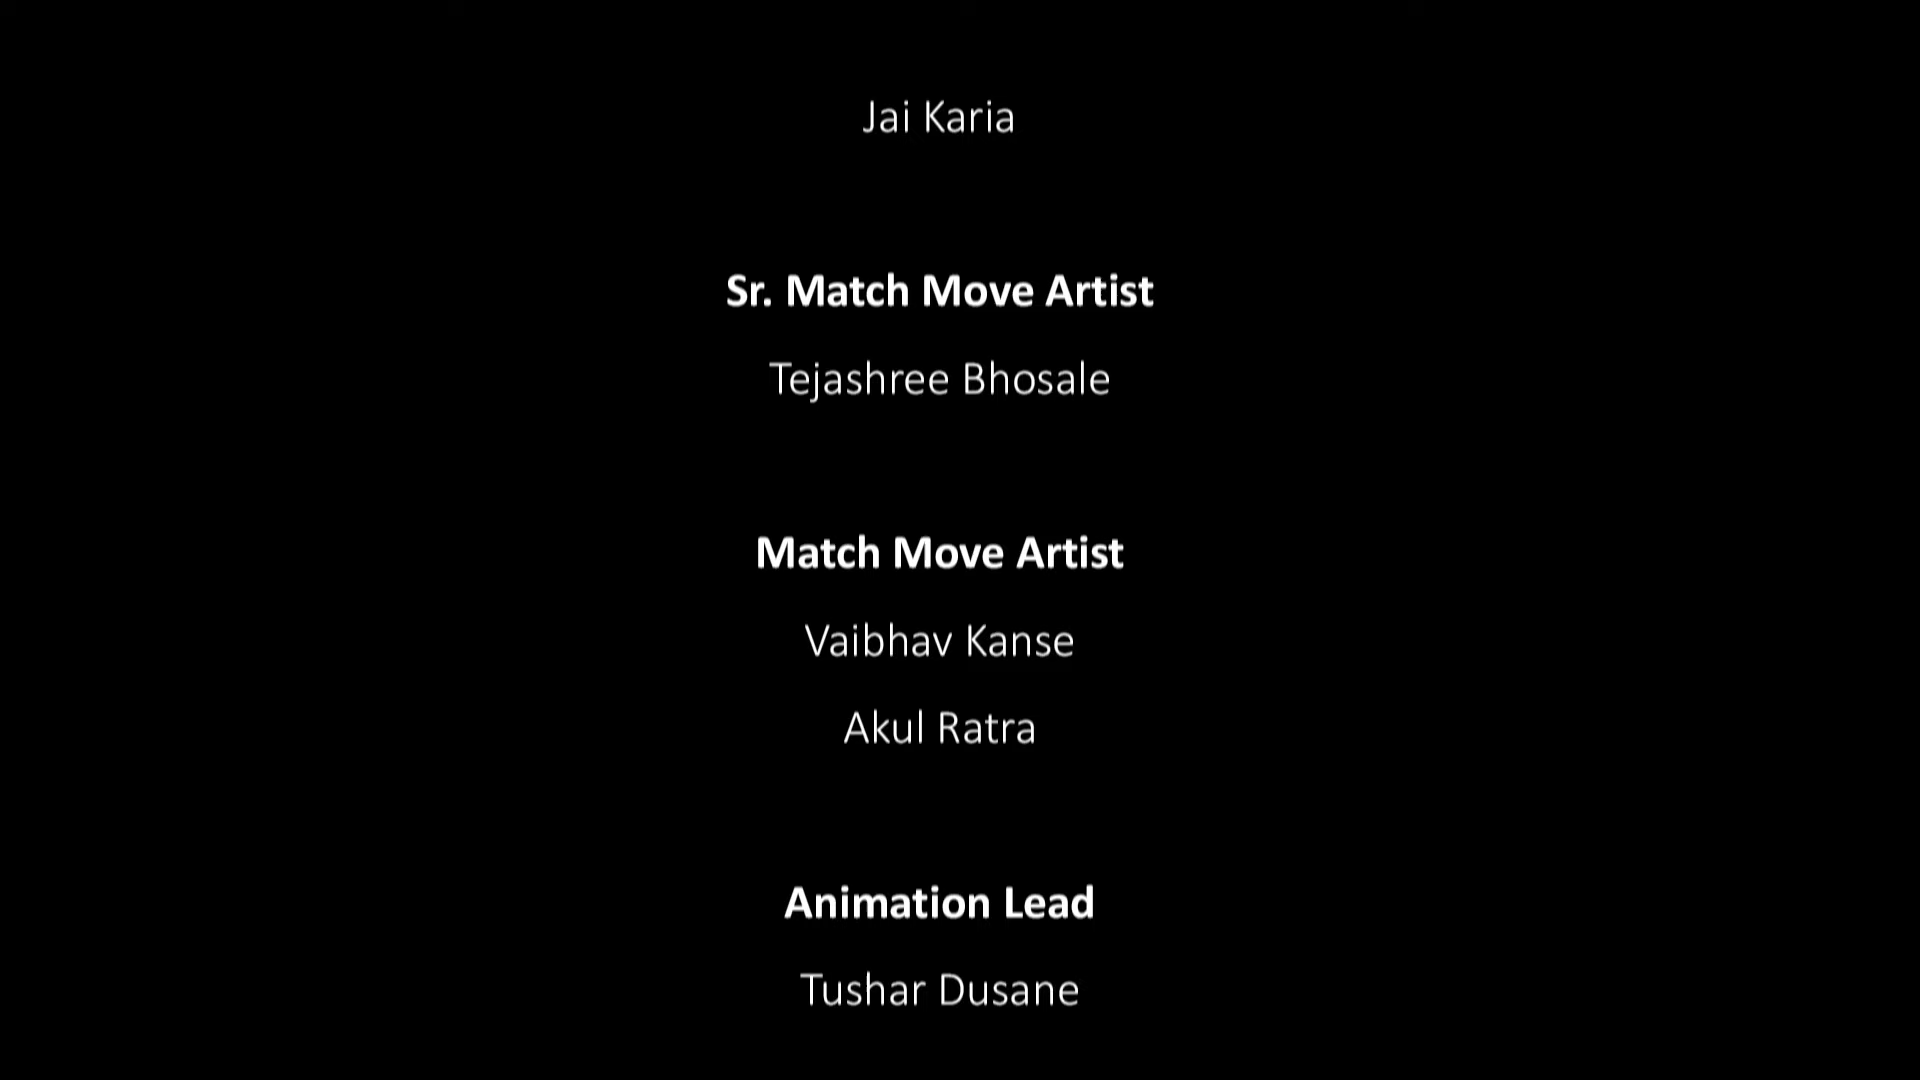 Jai Karia
Sr. Match Move Artist
Tejashree Bhosale
Match Move Artist
Vaibhav Kanse
Akul Ratra
Animation Lead
Tushar Dusane